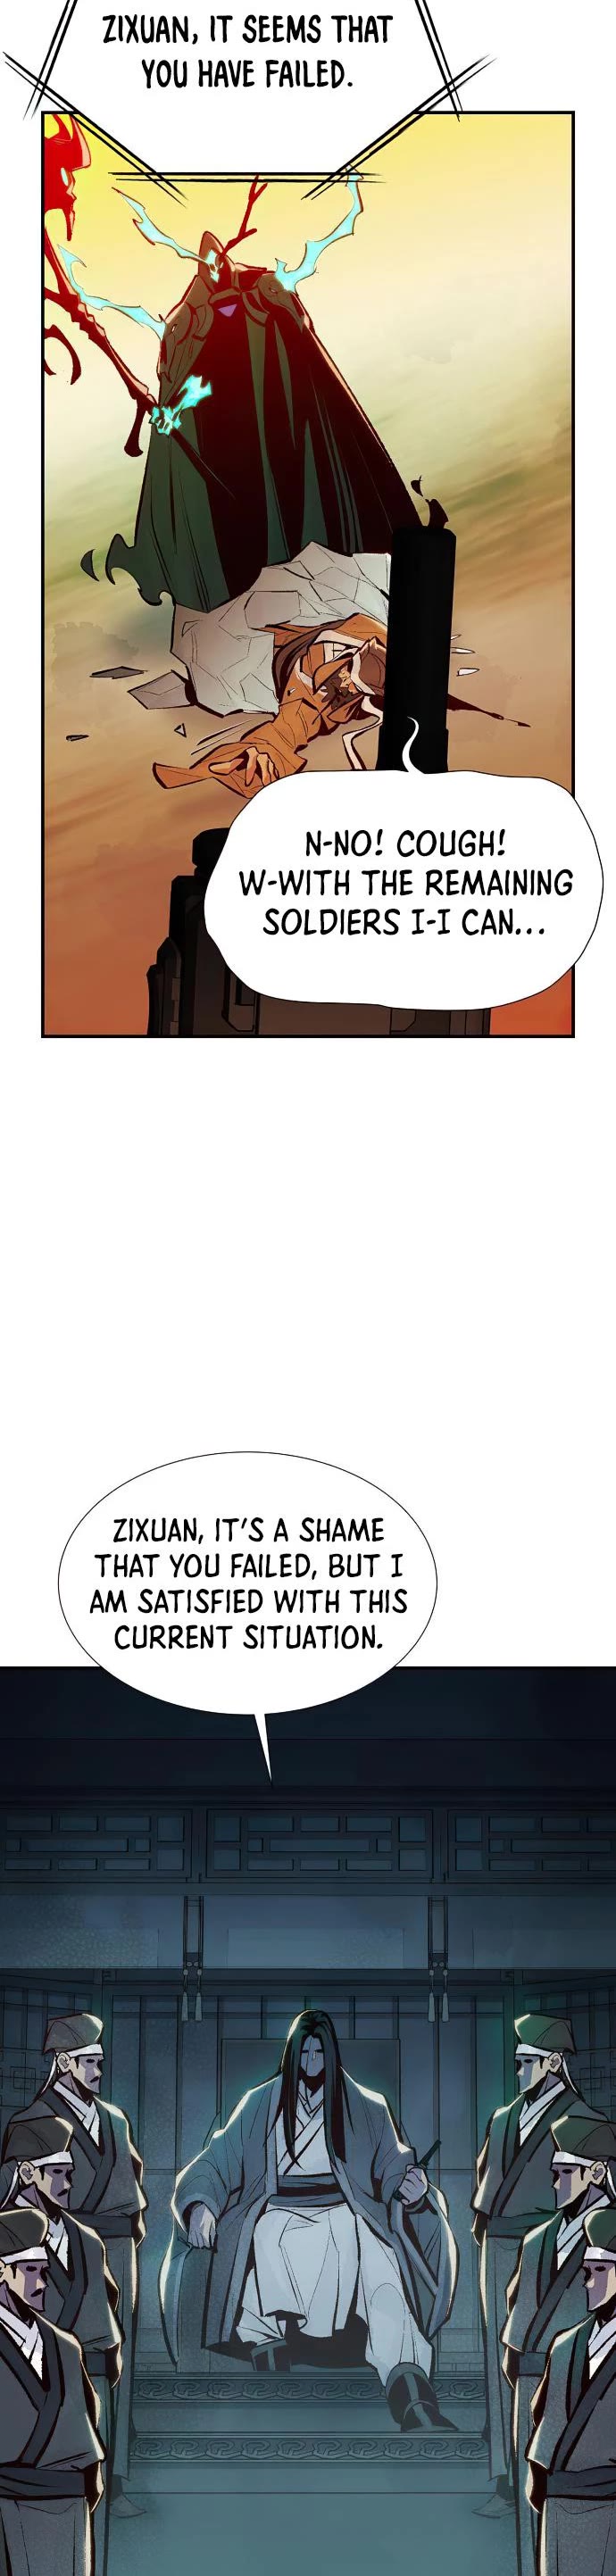 ZIXUAN, IT SEEMS THAT
YOU HAVE FAILED.
N-NO! COUGH!
W-WITH THE REMAINING
SOLDIERS I-I CAN...
ZIXUAN, IT'S A SHAME
THAT YOU FAILED, BUT I
AM SATISFIED WITH THIS
CURRENT SITUATION.